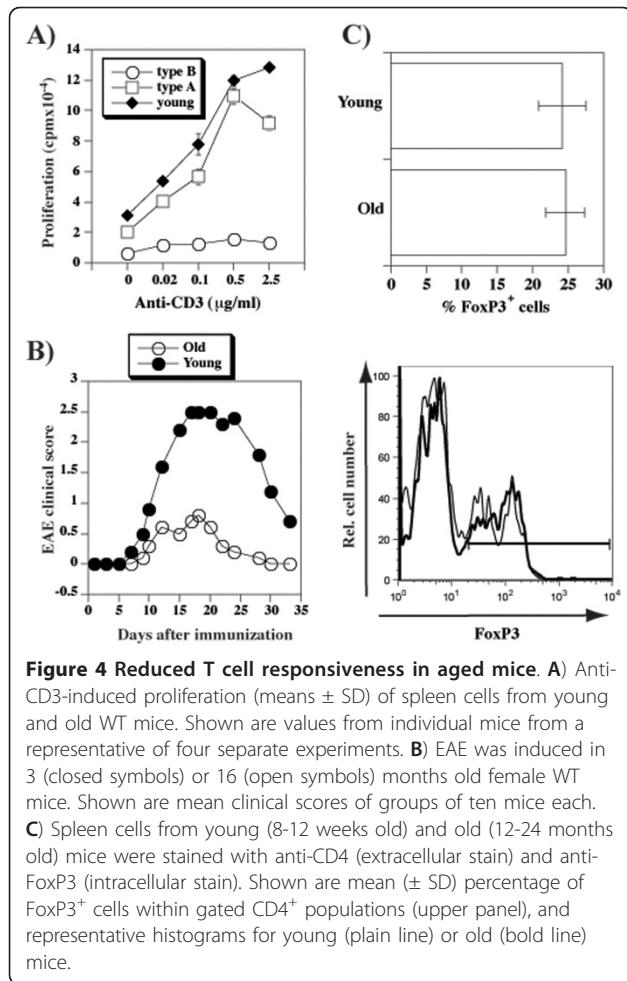 A)
14
12
10
8
6
4
2
0
Proliferation (cpmx10⁻⁴)
type B
type A
young
0 0.02 0.1 0.5 2.5
Anti-CD3 (µg/ml)
C)
Young
Old
0 5 10 15 20 25 30
% FoxP3⁺ cells
B)
Old
Young
3
2.5
2
1.5
1
0.5
0
-0.5
EAE clinical score
0 5 10 15 20 25 30 35
Days after immunization
100
80
60
40
20
0
Rel. cell number
10⁰ 10¹ 10² 10³ 10⁴
FoxP3
Figure 4 Reduced T cell responsiveness in aged mice. A) Anti-
CD3-induced proliferation (means ± SD) of spleen cells from young
and old WT mice. Shown are values from individual mice from a
representative of four separate experiments. B) EAE was induced in
3 (closed symbols) or 16 (open symbols) months old female WT
mice. Shown are mean clinical scores of groups of ten mice each.
C) Spleen cells from young (8-12 weeks old) and old (12-24 months
old) mice were stained with anti-CD4 (extracellular stain) and anti-
FoxP3 (intracellular stain). Shown are mean (± SD) percentage of
FoxP3⁺ cells within gated CD4⁺ populations (upper panel), and
representative histograms for young (plain line) or old (bold line)
mice.